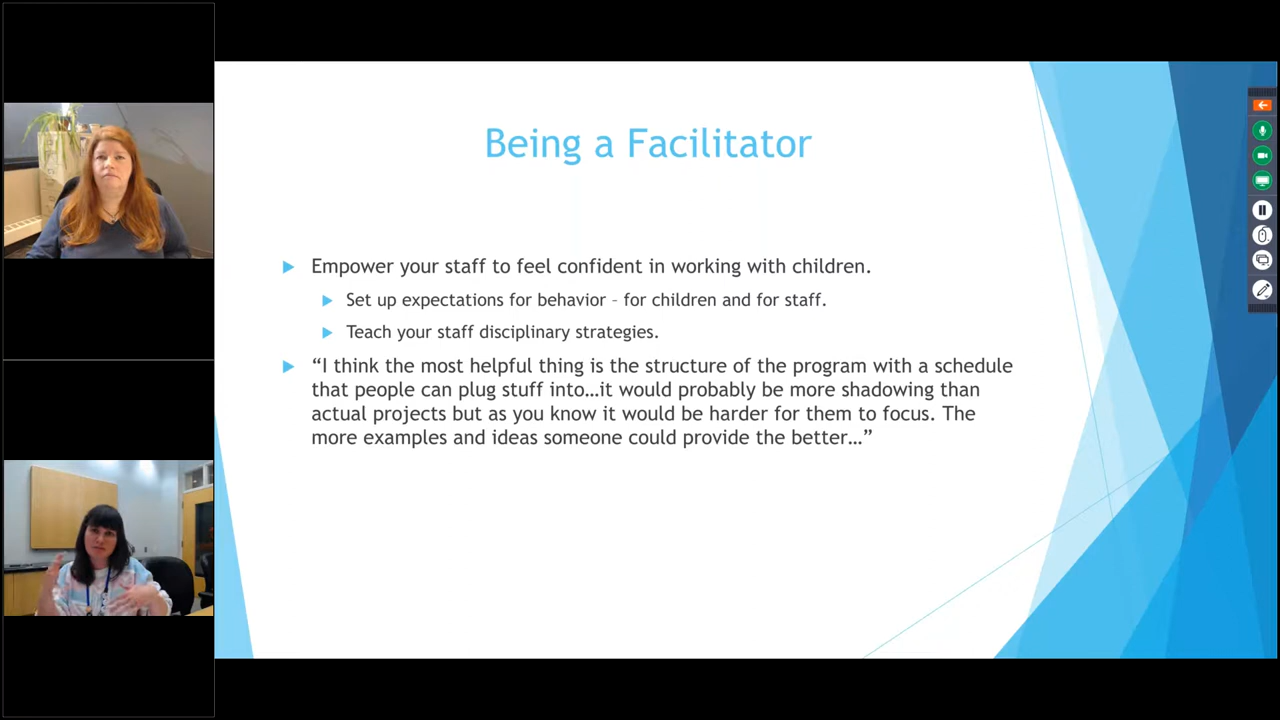 Being a Facilitator
Empower your staff to feel confident in working with children.
Set up expectations for behavior – for children and for staff.
Teach your staff disciplinary strategies.
“I think the most helpful thing is the structure of the program with a schedule
that people can plug stuff into…it would probably be more shadowing than
actual projects but as you know it would be harder for them to focus. The
more examples and ideas someone could provide the better…”